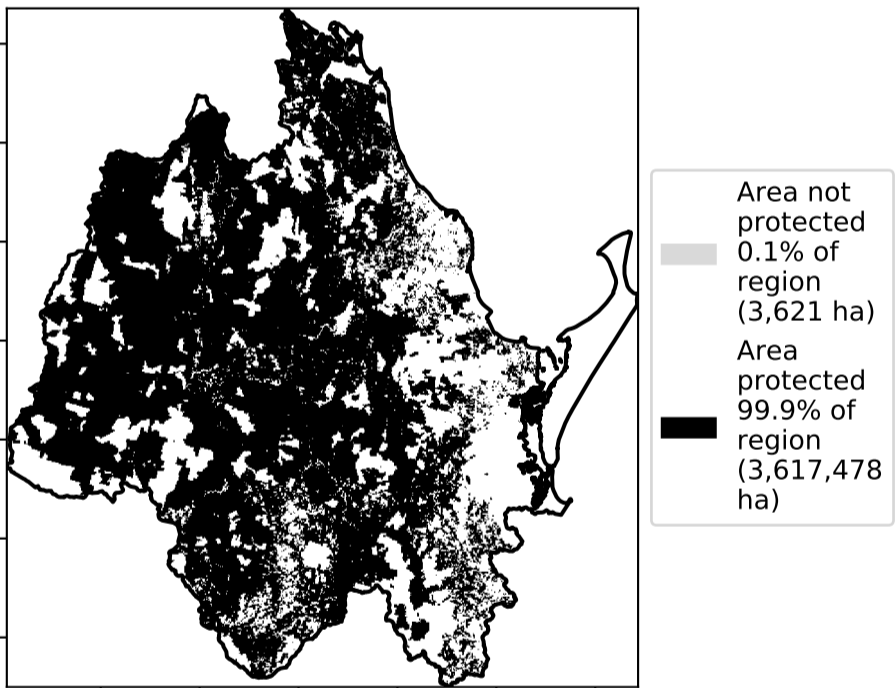 Area not
protected
0.1% of
region
(3,621 ha)
Area
protected
99.9% of
region
(3,617,478
ha)